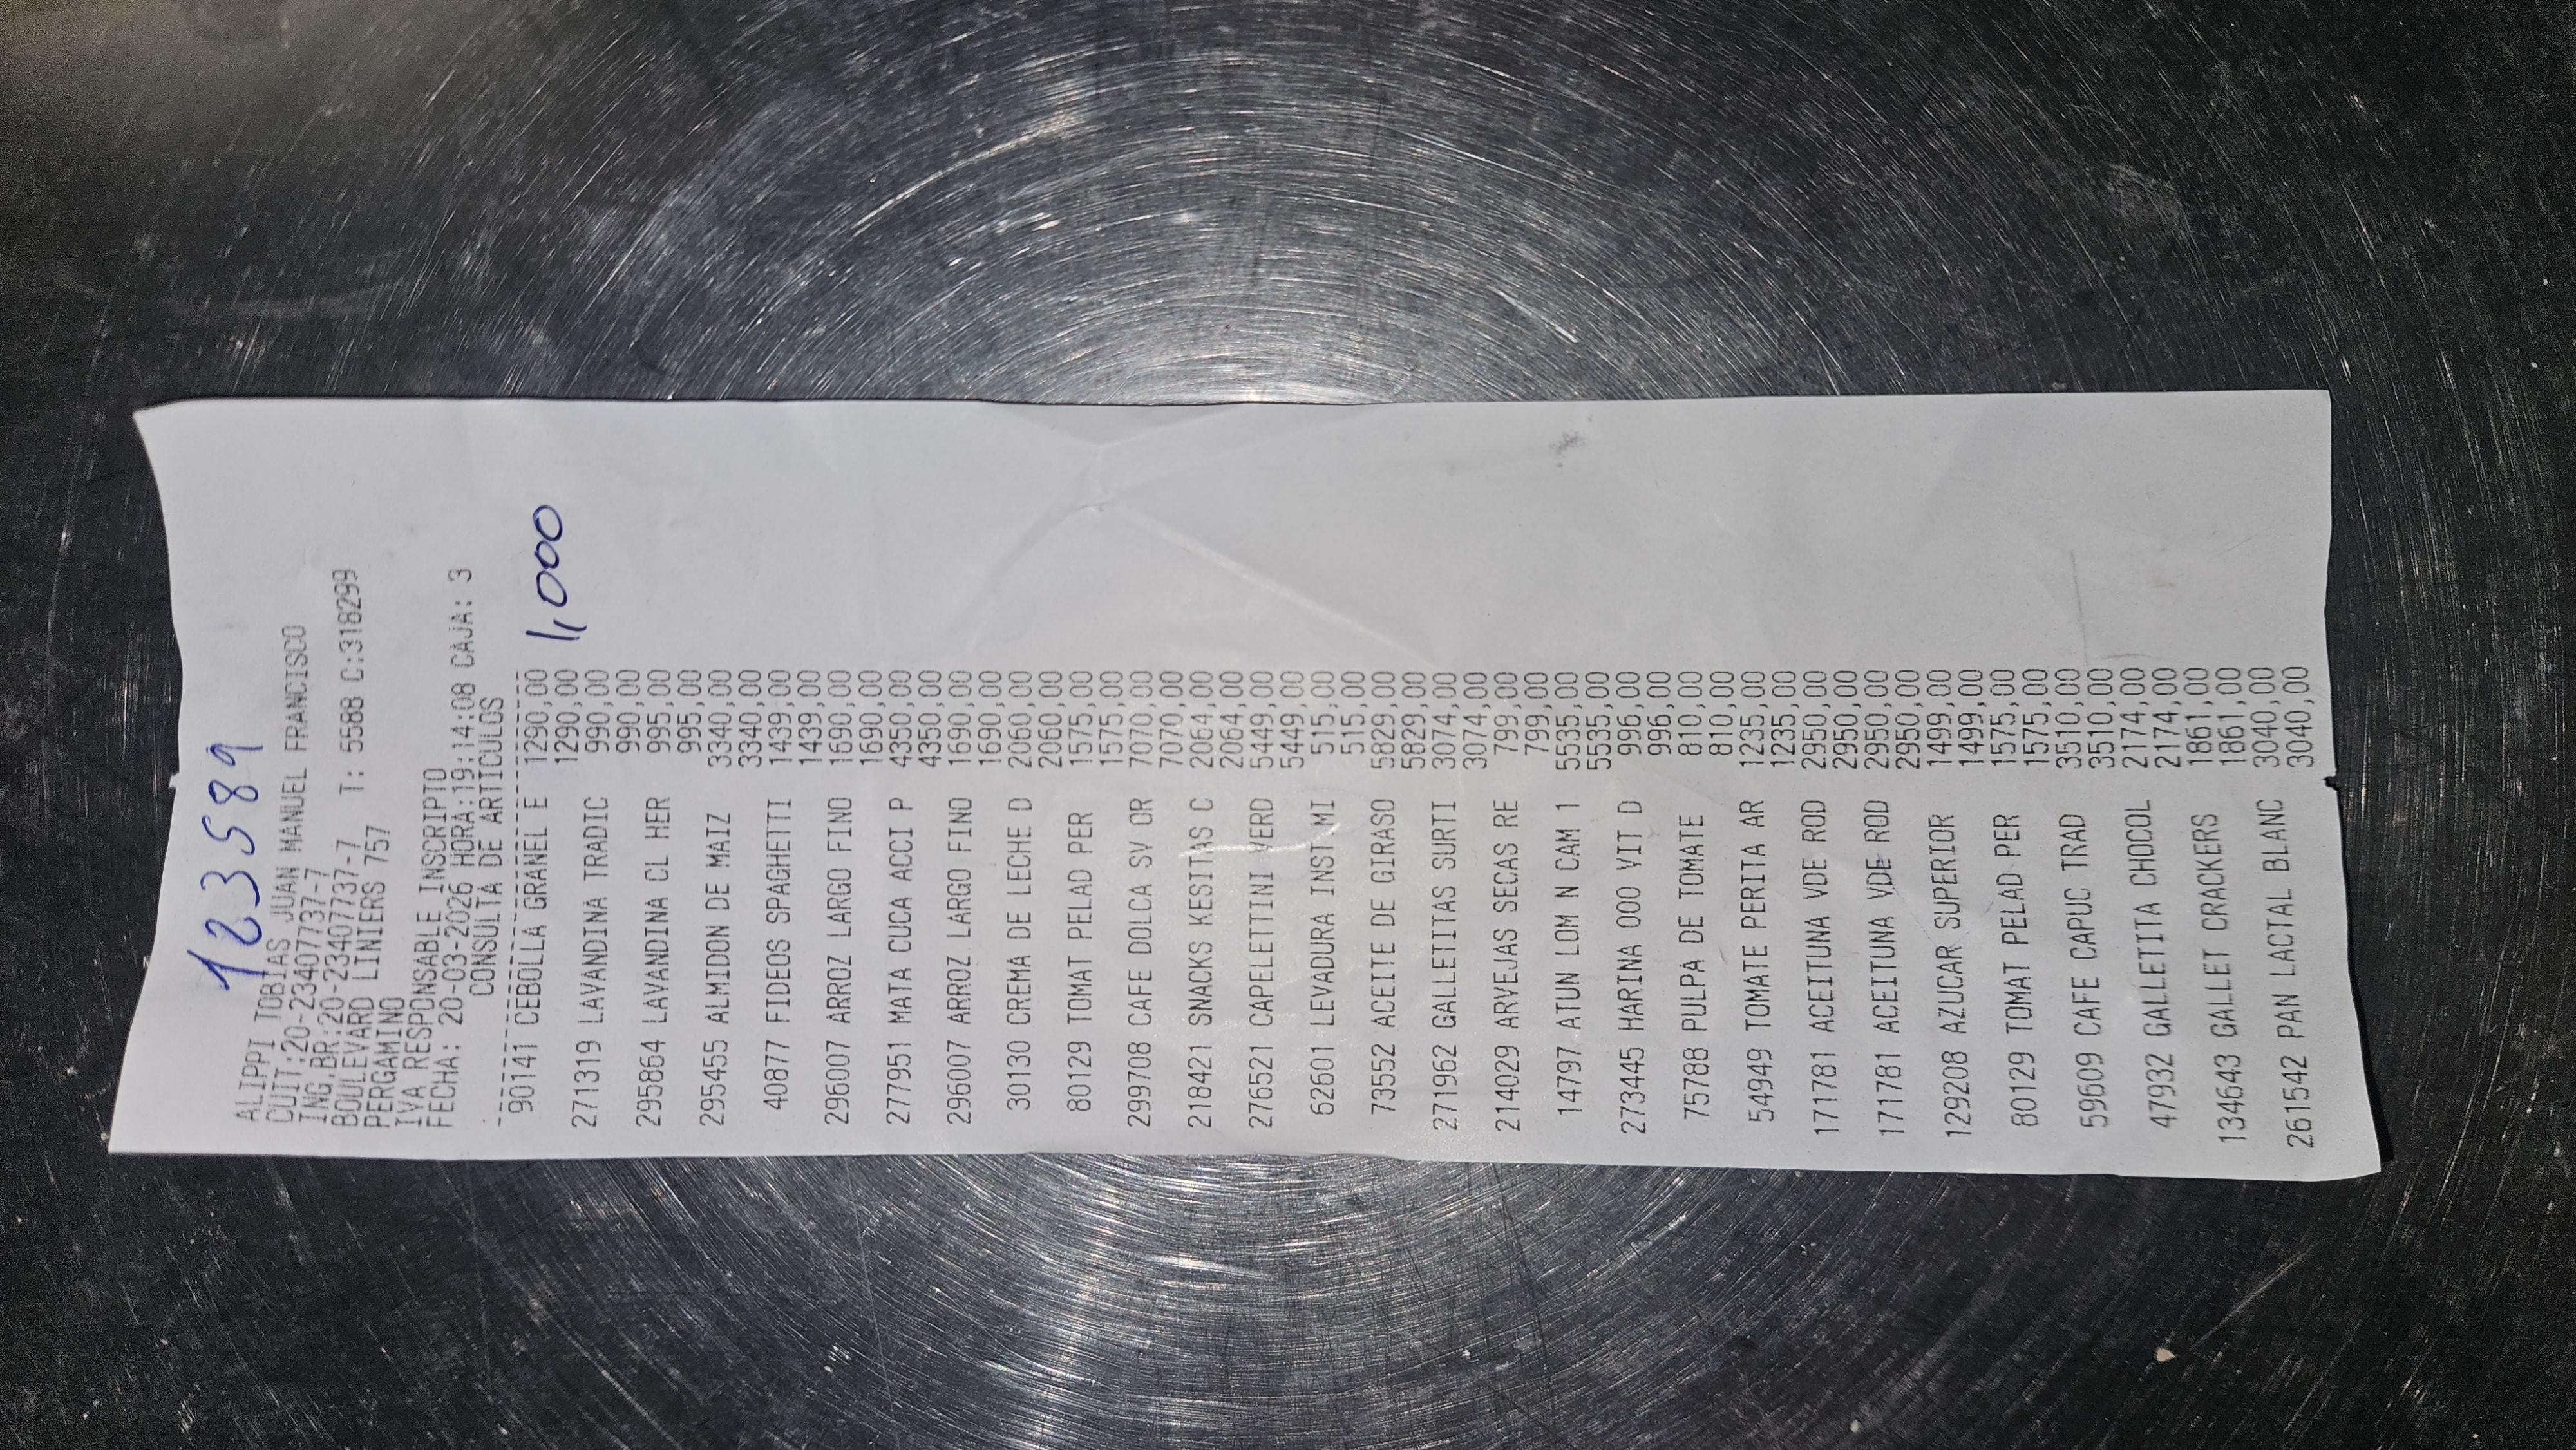 123589
ALIPPI TOBIAS JUAN MANUEL FRANCISCO
CUIT:20-23407737-7
ING.BR:20-23407737-7
BOULEVARD LINIERS 757 T: 5588 C:318299
PERGAMINO
IVA RESPONSABLE INSCRIPTO
FECHA: 20-03-2026 HORA:19:14:08 CAJA: 3
CONSULTA DE ARTICULOS
90141 CEBOLLA GRANEL E 1290,00 1,000
1290,00
271319 LAVANDINA TRADIC 990,00
990,00
295864 LAVANDINA CL HER 995,00
995,00
295455 ALMIDON DE MAIZ 3340,00
3340,00
40877 FIDEOS SPAGHETTI 1439,00
1439,00
296007 ARROZ LARGO FINO 1690,00
1690,00
277951 MATA CUCA ACCI P 4350,00
4350,00
296007 ARROZ LARGO FINO 1690,00
1690,00
30130 CREMA DE LECHE D 2060,00
2060,00
80129 TOMAT PELAD PER 1575,00
1575,00
299708 CAFE DOLCA SV OR 7070,00
7070,00
218421 SNACKS KESITAS C 2064,00
2064,00
276521 CAPELETTINI VERD 5449,00
5449,00
62601 LEVADURA INST MI 515,00
515,00
73552 ACEITE DE GIRASO 5829,00
5829,00
271962 GALLETITAS SURTI 3074,00
3074,00
214029 ARVEJAS SECAS RE 799,00
799,00
14797 ATUN LOM N CAM 1 5535,00
5535,00
273445 HARINA 000 VIT D 996,00
996,00
75788 PULPA DE TOMATE 810,00
810,00
54949 TOMATE PERITA AR 1235,00
1235,00
171781 ACEITUNA VDE ROD 2950,00
2950,00
171781 ACEITUNA VDE ROD 2950,00
2950,00
129208 AZUCAR SUPERIOR 1499,00
1499,00
80129 TOMAT PELAD PER 1575,00
1575,00
59609 CAFE CAPUC TRAD 3510,00
3510,00
47932 GALLETITA CHOCOL 2174,00
2174,00
134643 GALLET CRACKERS 1861,00
1861,00
261542 PAN LACTAL BLANC 3040,00
3040,00